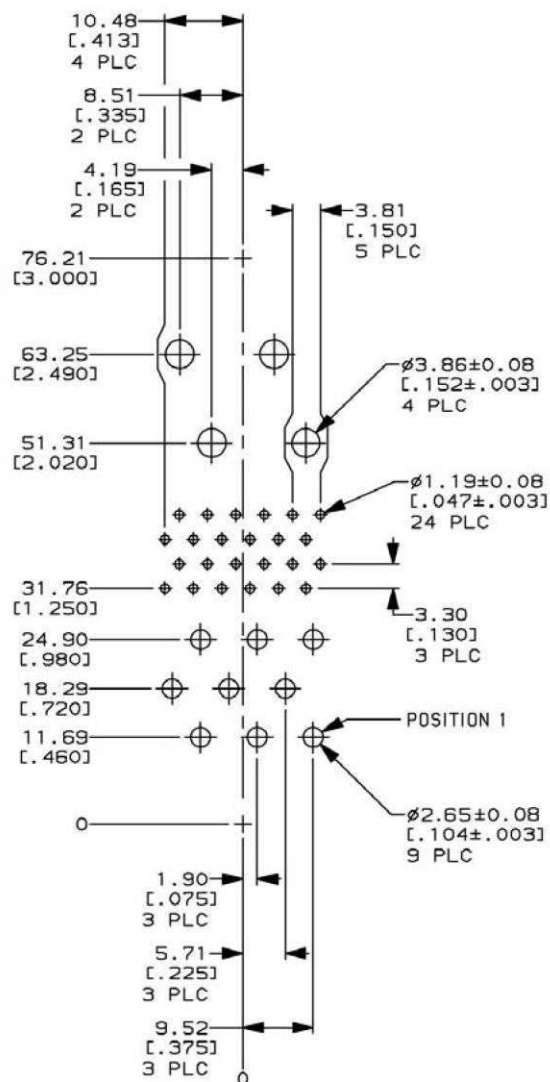 10.48
[.413]
4 PLC
8.51
[.335]
2 PLC
4.19
[.165]
2 PLC
3.81
[.150]
5 PLC
76.21
[3.000]
63.25
[2.490]
ø3.86±0.08
[.152±.003]
4 PLC
51.31
[2.020]
ø1.19±0.08
[.047±.003]
24 PLC
31.76
[1.250]
3.30
[.130]
3 PLC
24.90
[.980]
18.29
[.720]
11.69
[.460]
POSITION 1
ø2.65±0.08
[.104±.003]
9 PLC
0
1.90
[.075]
3 PLC
5.71
[.225]
3 PLC
9.52
[.375]
3 PLC
0